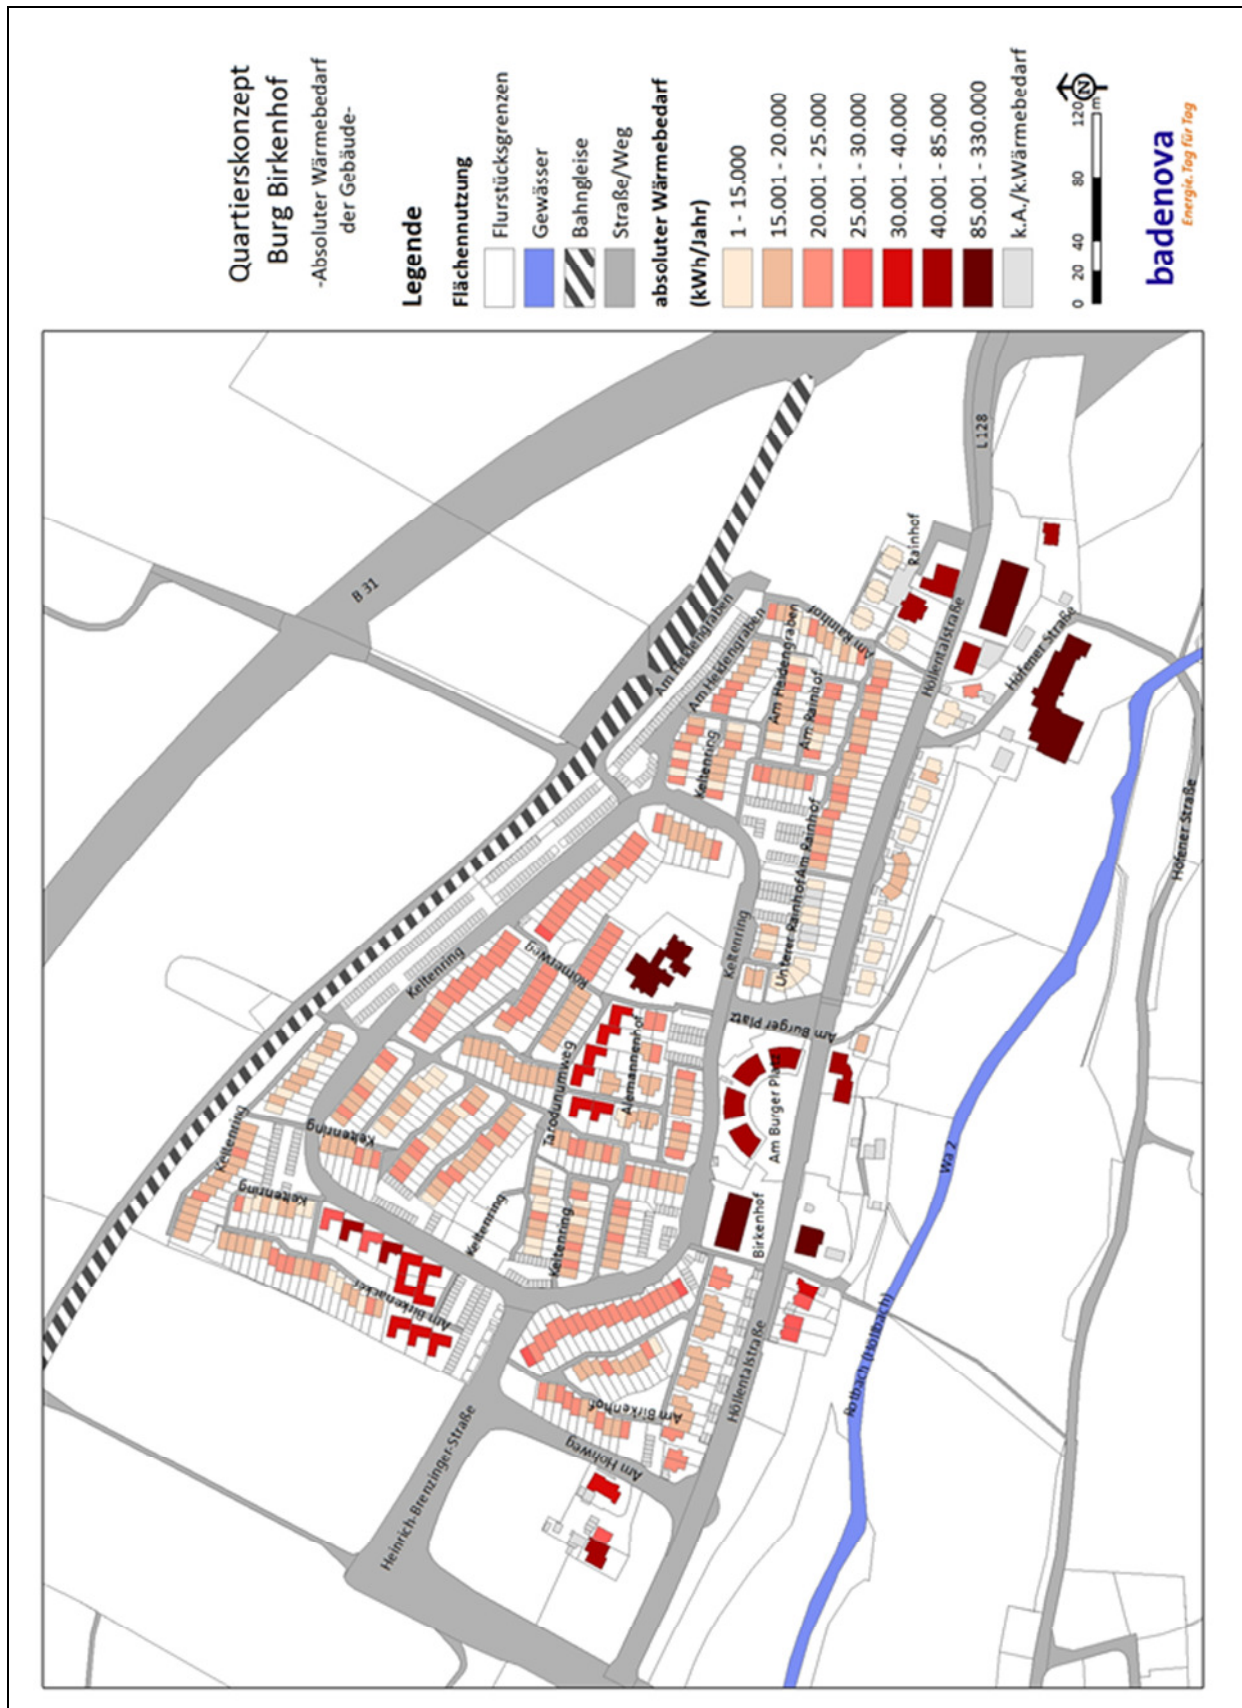 Quartierskonzept
Burg Birkenhof
-Absoluter Wärmebedarf
der Gebäude-
Legende
Flächennutzung
Flurstücksgrenzen
Gewässer
Bahngleise
Straße/Weg
absoluter Wärmebedarf
(kWh/Jahr)
1 - 15.000
15.001 - 20.000
20.001 - 25.000
25.001 - 30.000
30.001 - 40.000
40.001 - 85.000
85.001 - 330.000
k.A./k.Wärmebedarf
N
0 20 40 80 120
m
badenova
Energie. Tag für Tag
B 31
L 128
Am Heidengraben
Am Heidengraben
Am Heidengraben
Am Rainhof
Rainhof
Am Rainhof
Am Rainhof
Unterer Rainhof
Höllentalstraße
Höfener Straße
Höfener Straße
Keltenring
Keltenring
Keltenring
Römerweg
Tarodunumweg
Alemannenhof
Am Burger Platz
Am Burger Platz
Keltenring
Keltenring
Keltenring
Keltenring
Keltenring
Am Birkenacker
Birkenhof
Wa 2
Rotbach (Höllbach)
Höllentalstraße
Am Birkenhof
Am Hohweg
Heinrich-Brenzinger-Straße